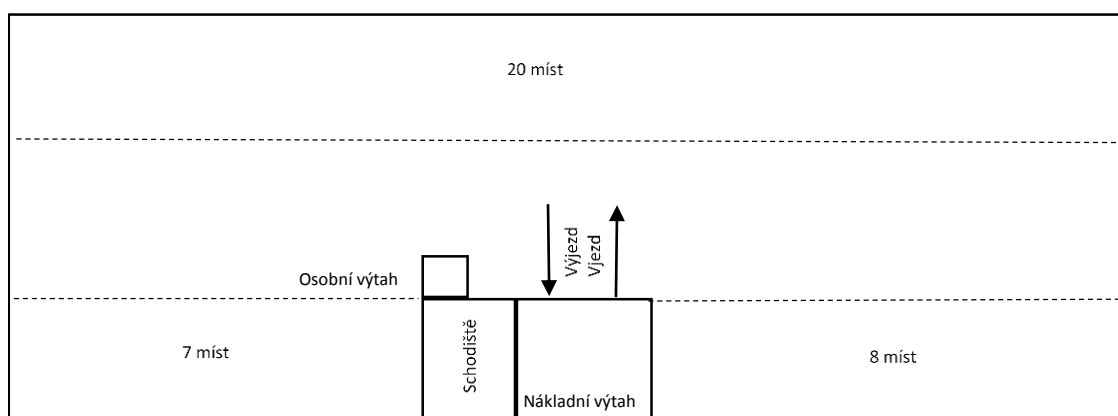 20 míst
Výjezd
Vjezd
Osobní výtah
7 míst
Schodiště
8 míst
Nákladní výtah